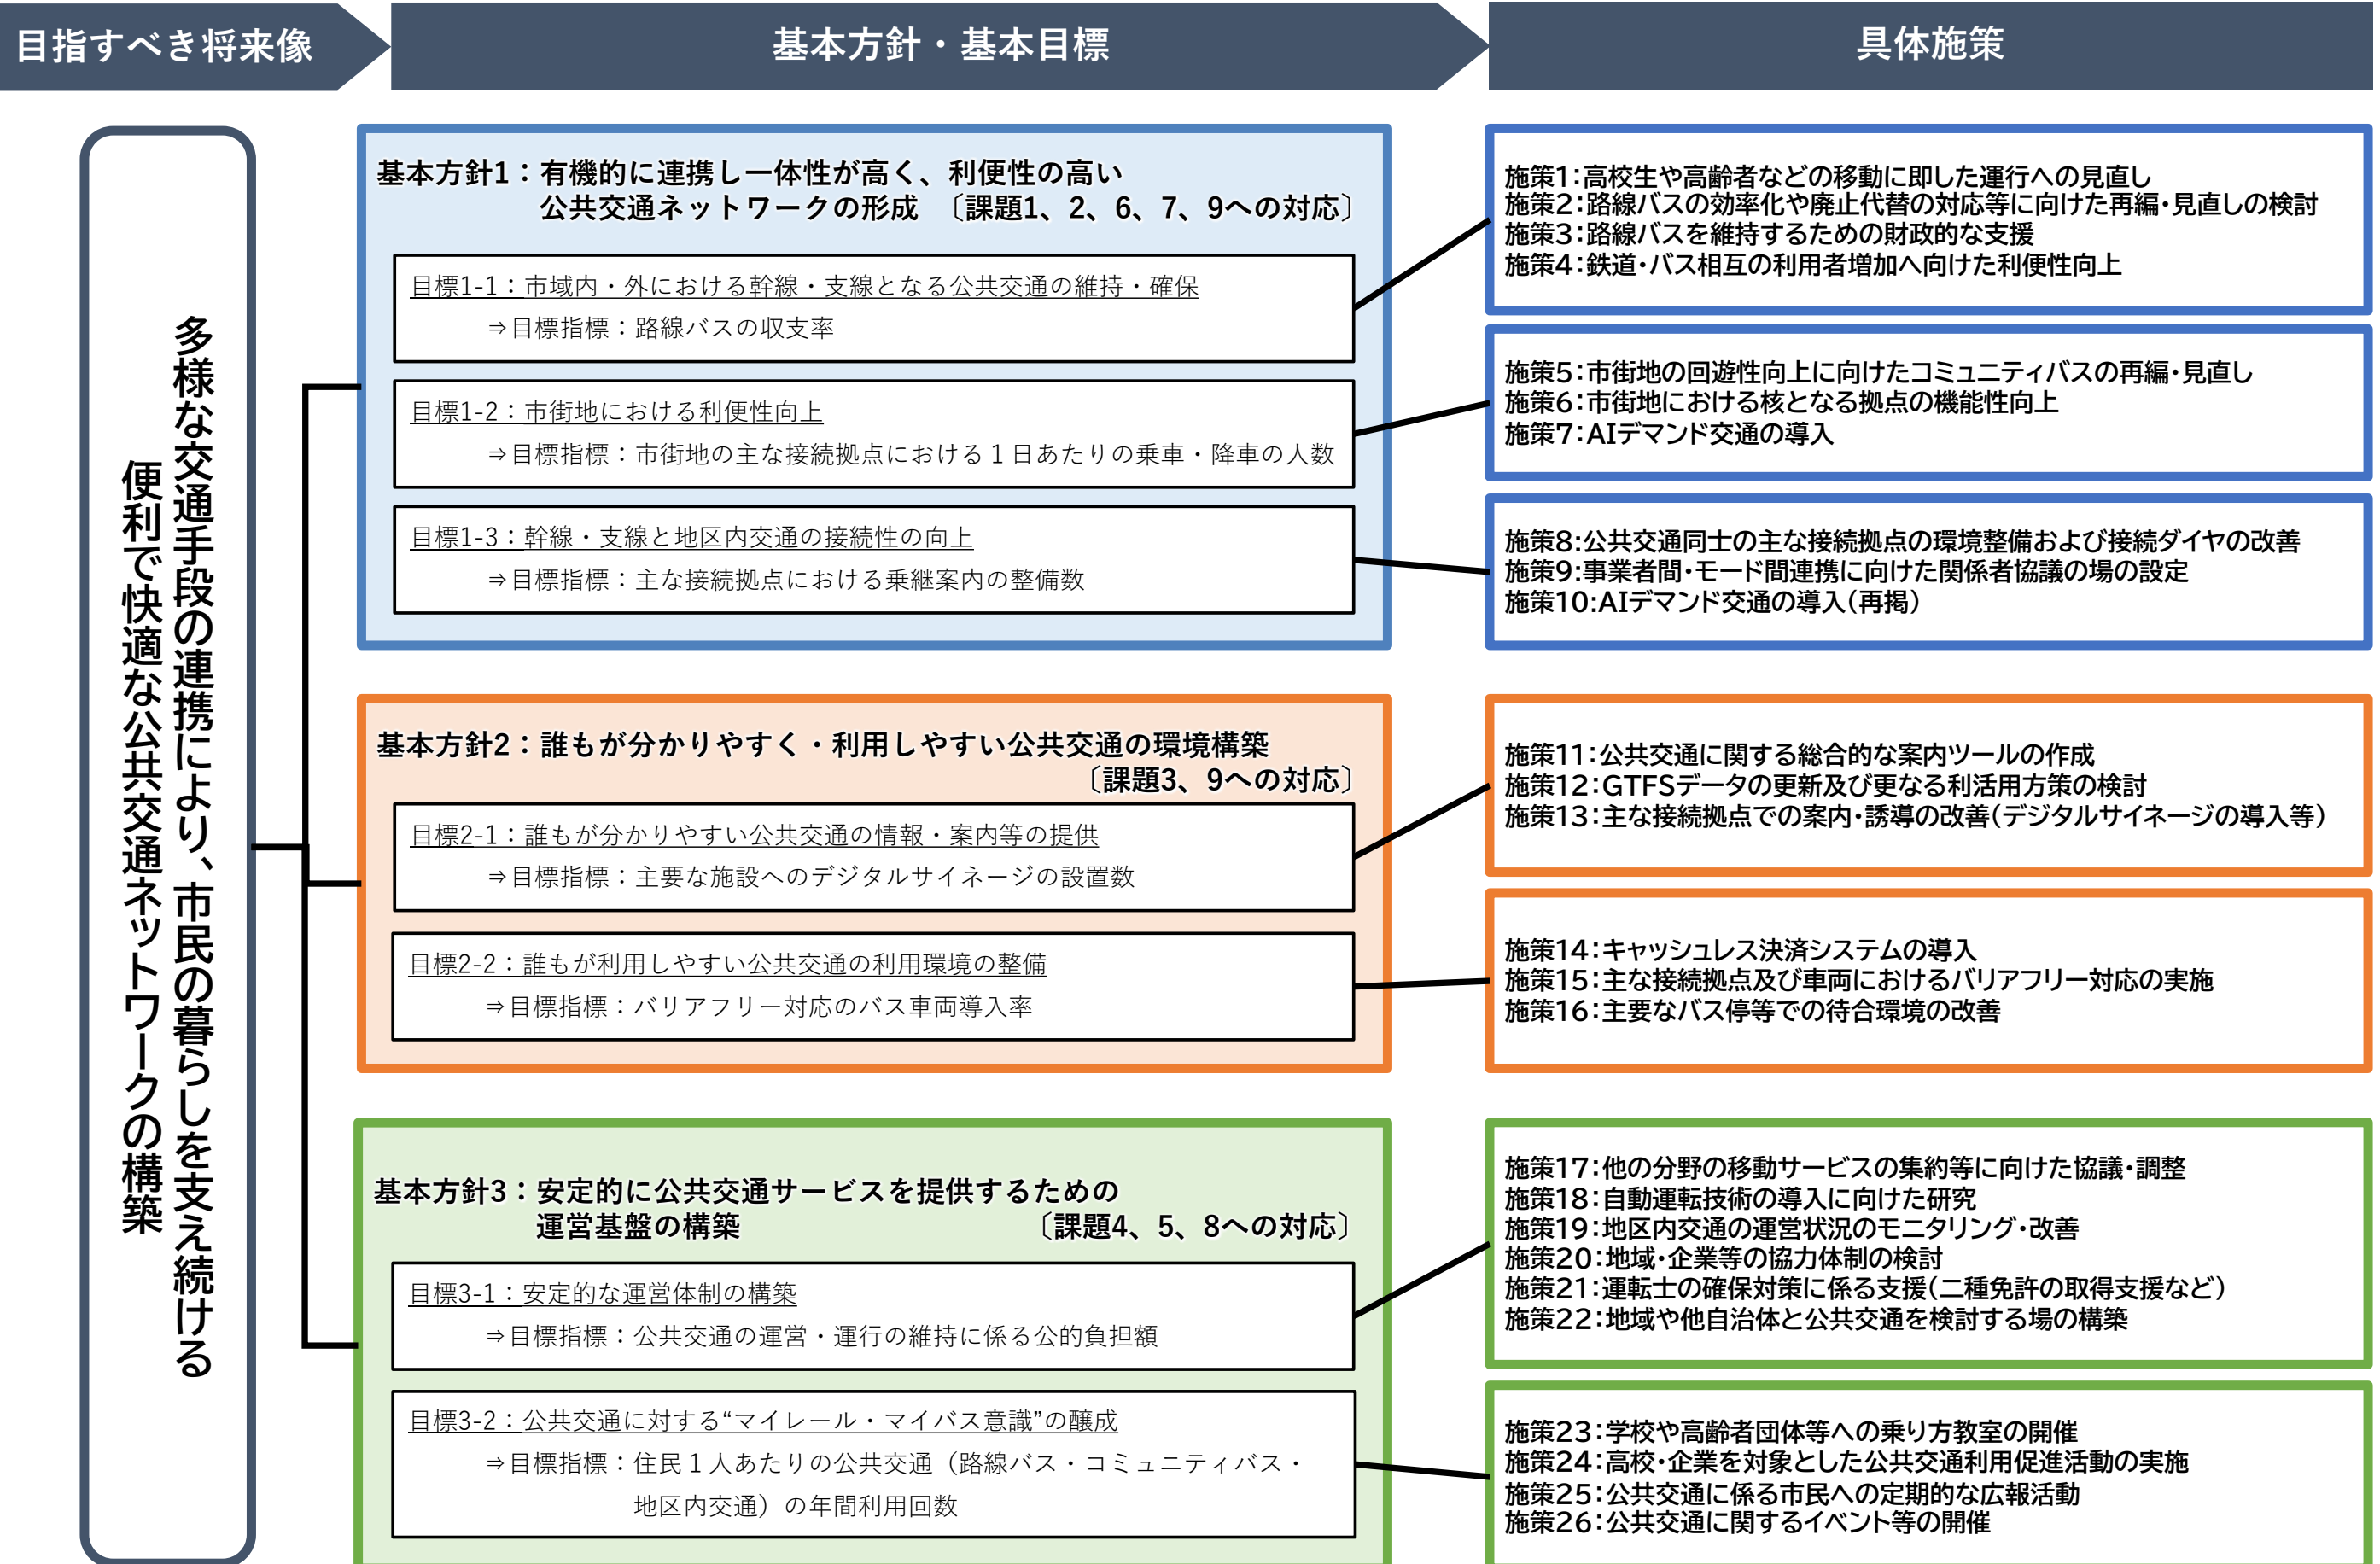 目指すべき将来像
基本方針・基本目標
具体施策
多様な交通手段の連携により、市民の暮らしを支え続ける
便利で快適な公共交通ネットワークの構築
基本方針1：有機的に連携し一体性が高く、利便性の高い
公共交通ネットワークの形成 〔課題1、2、6、7、9への対応〕
目標1-1：市域内・外における幹線・支線となる公共交通の維持・確保
⇒目標指標：路線バスの収支率
目標1-2：市街地における利便性向上
⇒目標指標：市街地の主な接続拠点における１日あたりの乗車・降車の人数
目標1-3：幹線・支線と地区内交通の接続性の向上
⇒目標指標：主な接続拠点における乗継案内の整備数
施策1：高校生や高齢者などの移動に即した運行への見直し
施策2：路線バスの効率化や廃止代替の対応等に向けた再編・見直しの検討
施策3：路線バスを維持するための財政的な支援
施策4：鉄道・バス相互の利用者増加へ向けた利便性向上
施策5：市街地の回遊性向上に向けたコミュニティバスの再編・見直し
施策6：市街地における核となる拠点の機能性向上
施策7：AIデマンド交通の導入
施策8:公共交通同士の主な接続拠点の環境整備および接続ダイヤの改善
施策9:事業者間・モード間連携に向けた関係者協議の場の設定
施策10:AIデマンド交通の導入（再掲）
基本方針2：誰もが分かりやすく・利用しやすい公共交通の環境構築
〔課題3、9への対応〕
目標2-1：誰もが分かりやすい公共交通の情報・案内等の提供
⇒目標指標：主要な施設へのデジタルサイネージの設置数
目標2-2：誰もが利用しやすい公共交通の利用環境の整備
⇒目標指標：バリアフリー対応のバス車両導入率
施策11：公共交通に関する総合的な案内ツールの作成
施策12：GTFSデータの更新及び更なる利活用方策の検討
施策13：主な接続拠点での案内・誘導の改善（デジタルサイネージの導入等）
施策14：キャッシュレス決済システムの導入
施策15：主な接続拠点及び車両におけるバリアフリー対応の実施
施策16：主要なバス停等での待合環境の改善
基本方針3：安定的に公共交通サービスを提供するための
運営基盤の構築 〔課題4、5、8への対応〕
目標3-1：安定的な運営体制の構築
⇒目標指標：公共交通の運営・運行の維持に係る公的負担額
目標3-2：公共交通に対する“マイレール・マイバス意識”の醸成
⇒目標指標：住民１人あたりの公共交通（路線バス・コミュニティバス・
地区内交通）の年間利用回数
施策17：他の分野の移動サービスの集約等に向けた協議・調整
施策18：自動運転技術の導入に向けた研究
施策19：地区内交通の運営状況のモニタリング・改善
施策20：地域・企業等の協力体制の検討
施策21：運転士の確保対策に係る支援（二種免許の取得支援など）
施策22：地域や他自治体と公共交通を検討する場の構築
施策23：学校や高齢者団体等への乗り方教室の開催
施策24：高校・企業を対象とした公共交通利用促進活動の実施
施策25：公共交通に係る市民への定期的な広報活動
施策26：公共交通に関するイベント等の開催